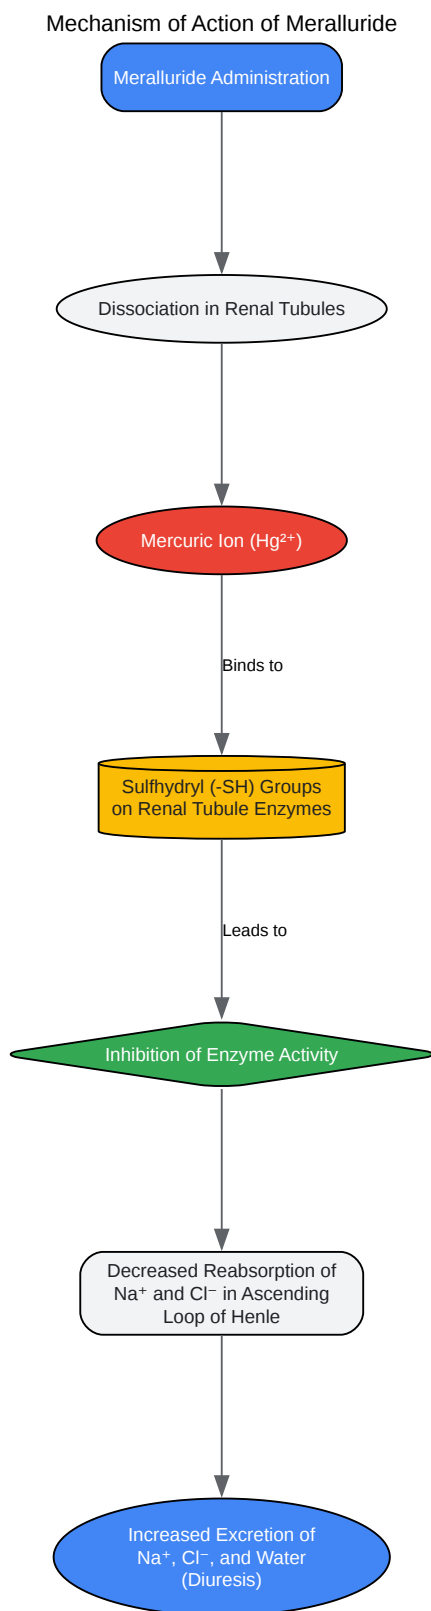 Mechanism of Action of Meralluride
Meralluride Administration
Dissociation in Renal Tubules
Mercuric Ion (Hg²⁺)
Binds to
Sulfhydryl (-SH) Groups
on Renal Tubule Enzymes
Leads to
Inhibition of Enzyme Activity
Decreased Reabsorption of
Na⁺ and Cl⁻ in Ascending
Loop of Henle
Increased Excretion of
Na⁺, Cl⁻, and Water
(Diuresis)